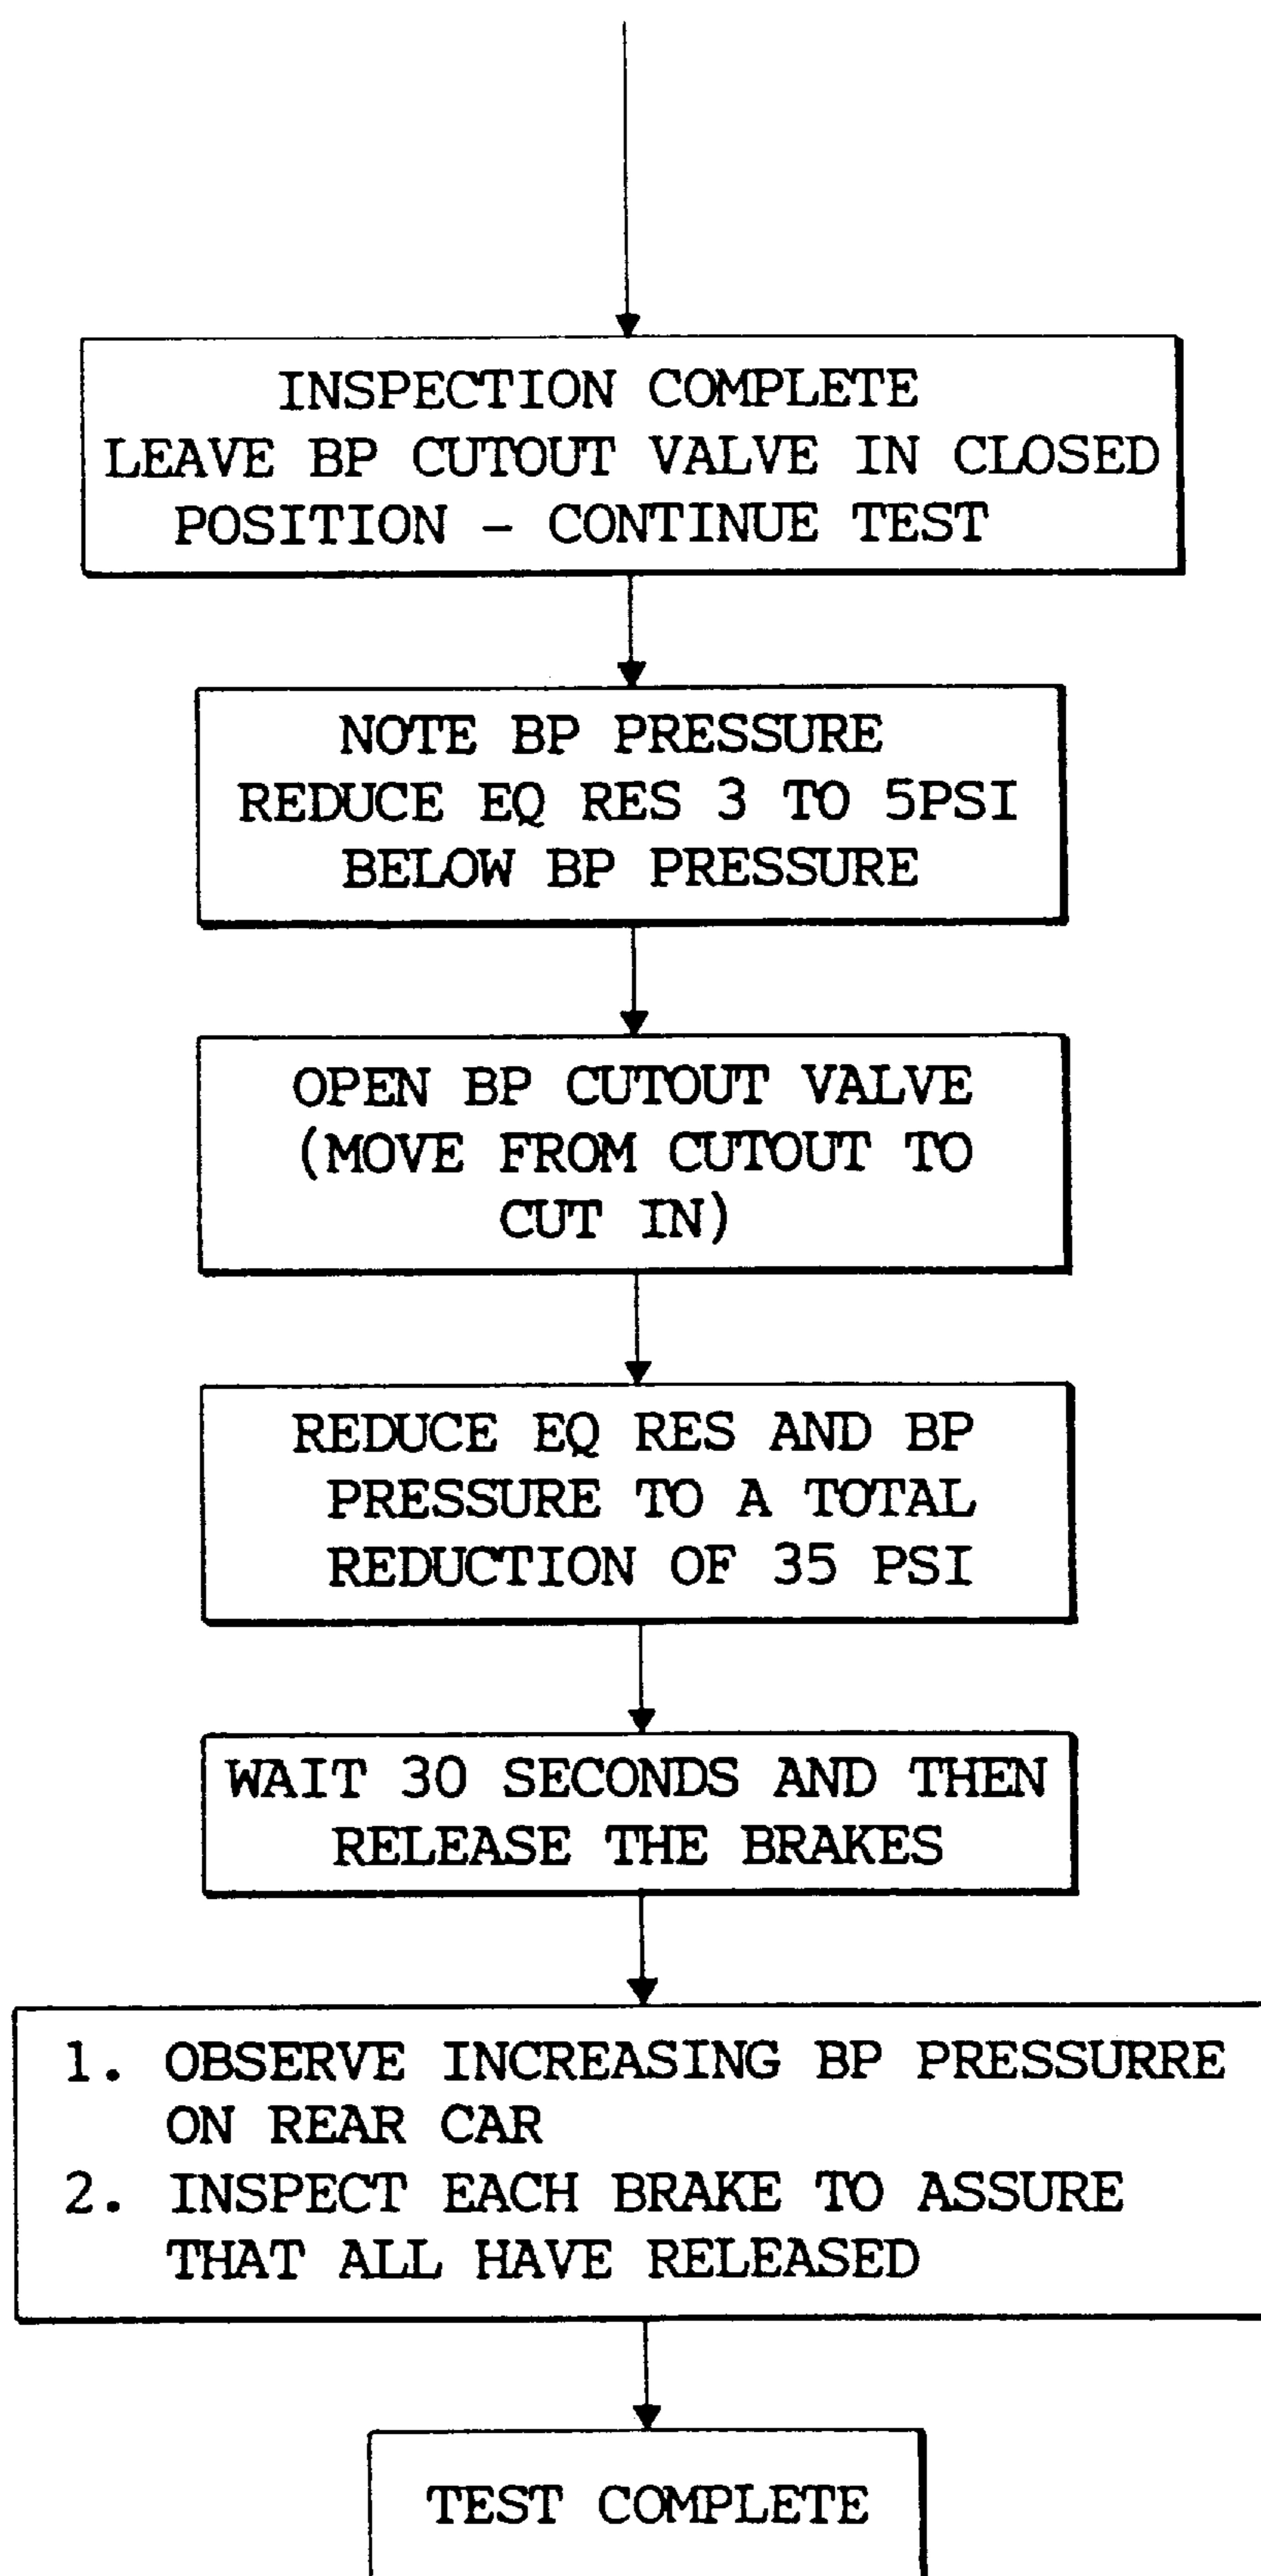 INSPECTION COMPLETE
LEAVE BP CUTOUT VALVE IN CLOSED
POSITION - CONTINUE TEST
NOTE BP PRESSURE
REDUCE EQ RES 3 TO 5PSI
BELOW BP PRESSURE
OPEN BP CUTOUT VALVE
(MOVE FROM CUTOUT TO
CUT IN)
REDUCE EQ RES AND BP
PRESSURE TO A TOTAL
REDUCTION OF 35 PSI
WAIT 30 SECONDS AND THEN
RELEASE THE BRAKES
1. OBSERVE INCREASING BP PRESSURRE
ON REAR CAR
2. INSPECT EACH BRAKE TO ASSURE
THAT ALL HAVE RELEASED
TEST COMPLETE